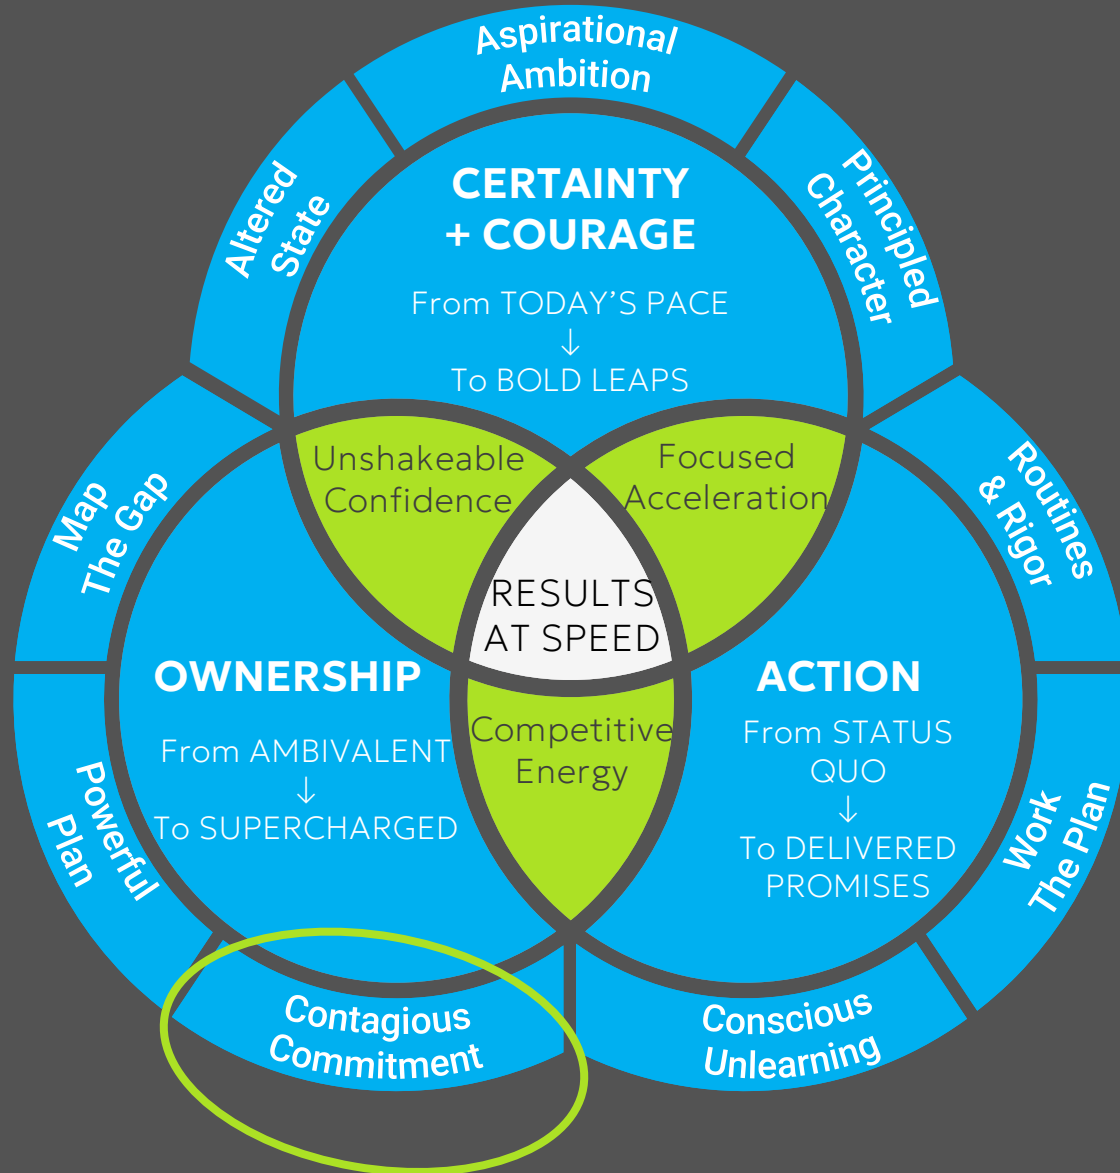 Aspirational
Ambition
Altered
State
Principled
Character
CERTAINTY
+ COURAGE
From TODAY’S PACE
↓
To BOLD LEAPS
Unshakeable
Confidence
Focused
Acceleration
Map
The Gap
Routines
& Rigor
RESULTS
AT SPEED
OWNERSHIP
From AMBIVALENT
↓
To SUPERCHARGED
ACTION
From STATUS
QUO
↓
To DELIVERED
PROMISES
Competitive
Energy
Powerful
Plan
Work
The Plan
Contagious
Commitment
Conscious
Unlearning